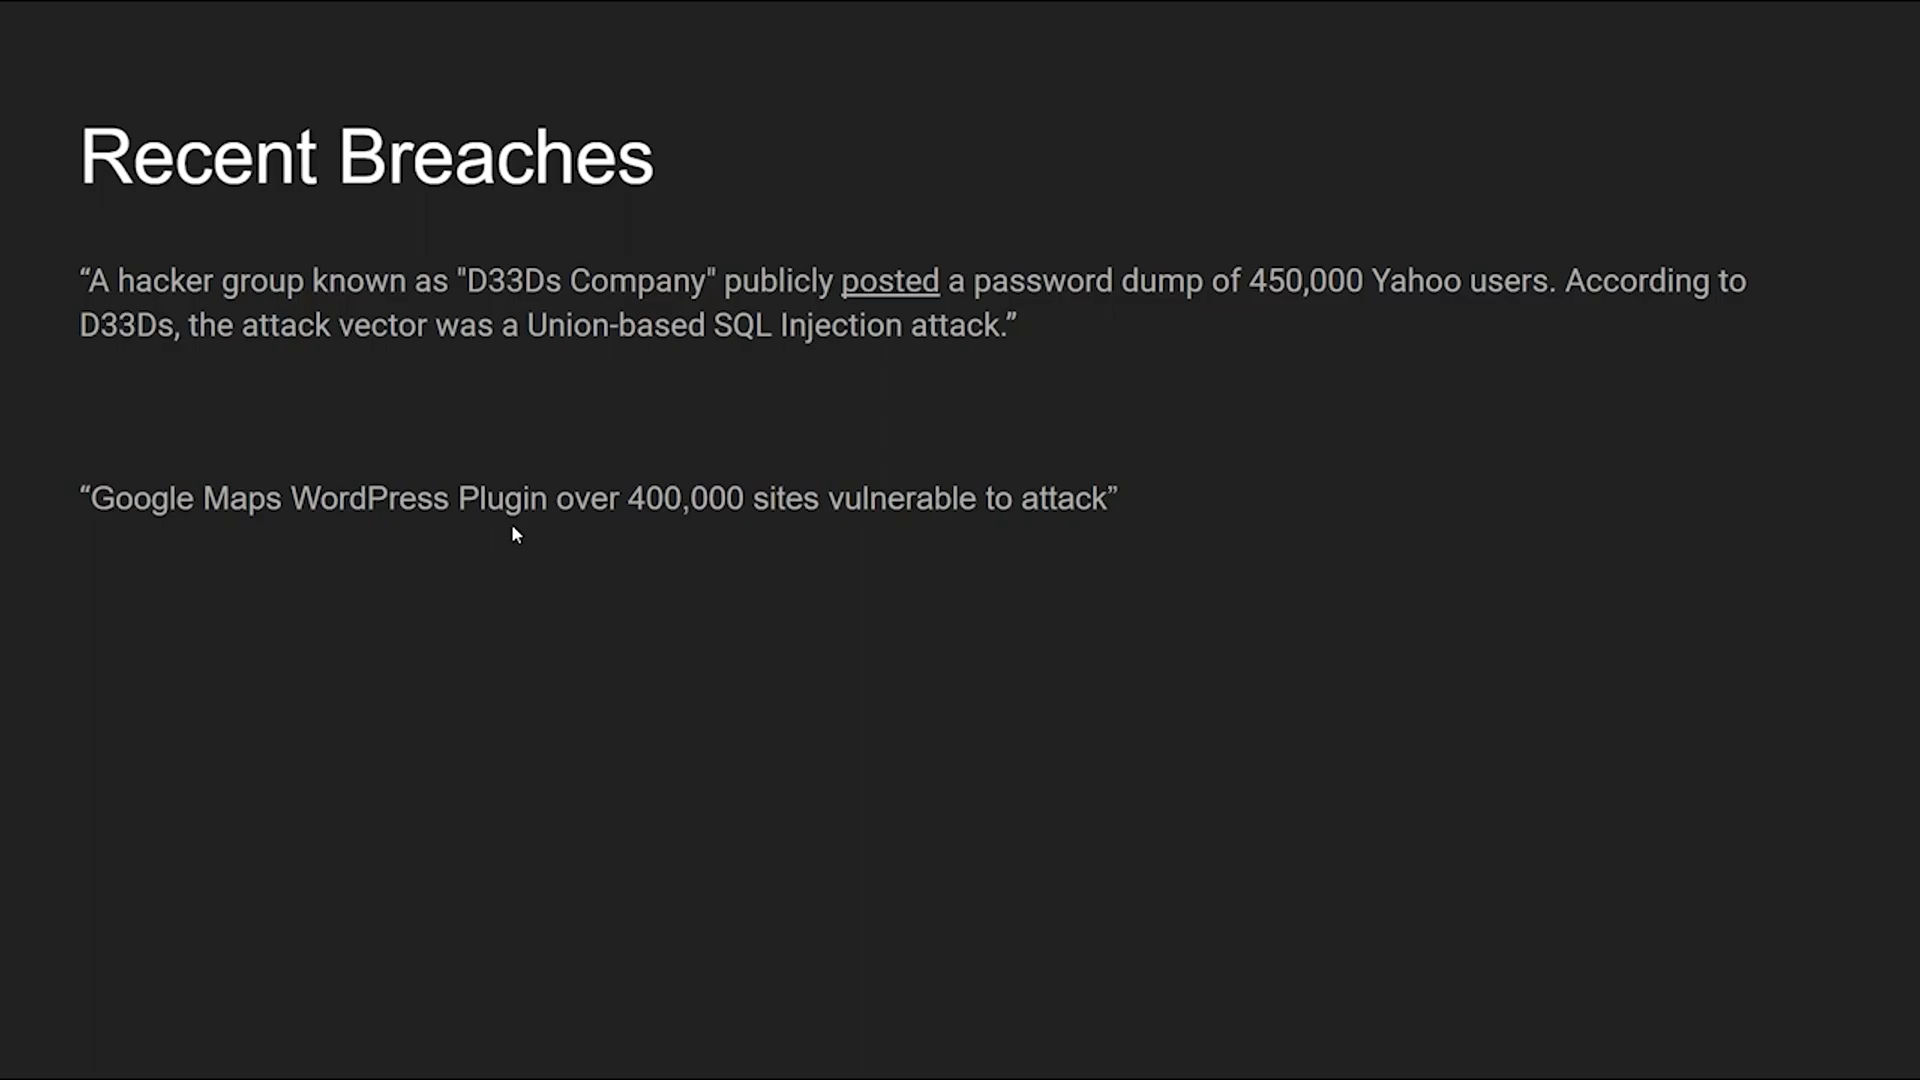 Recent Breaches
“A hacker group known as "D33Ds Company" publicly posted a password dump of 450,000 Yahoo users. According to
D33Ds, the attack vector was a Union-based SQL Injection attack.”
“Google Maps WordPress Plugin over 400,000 sites vulnerable to attack”